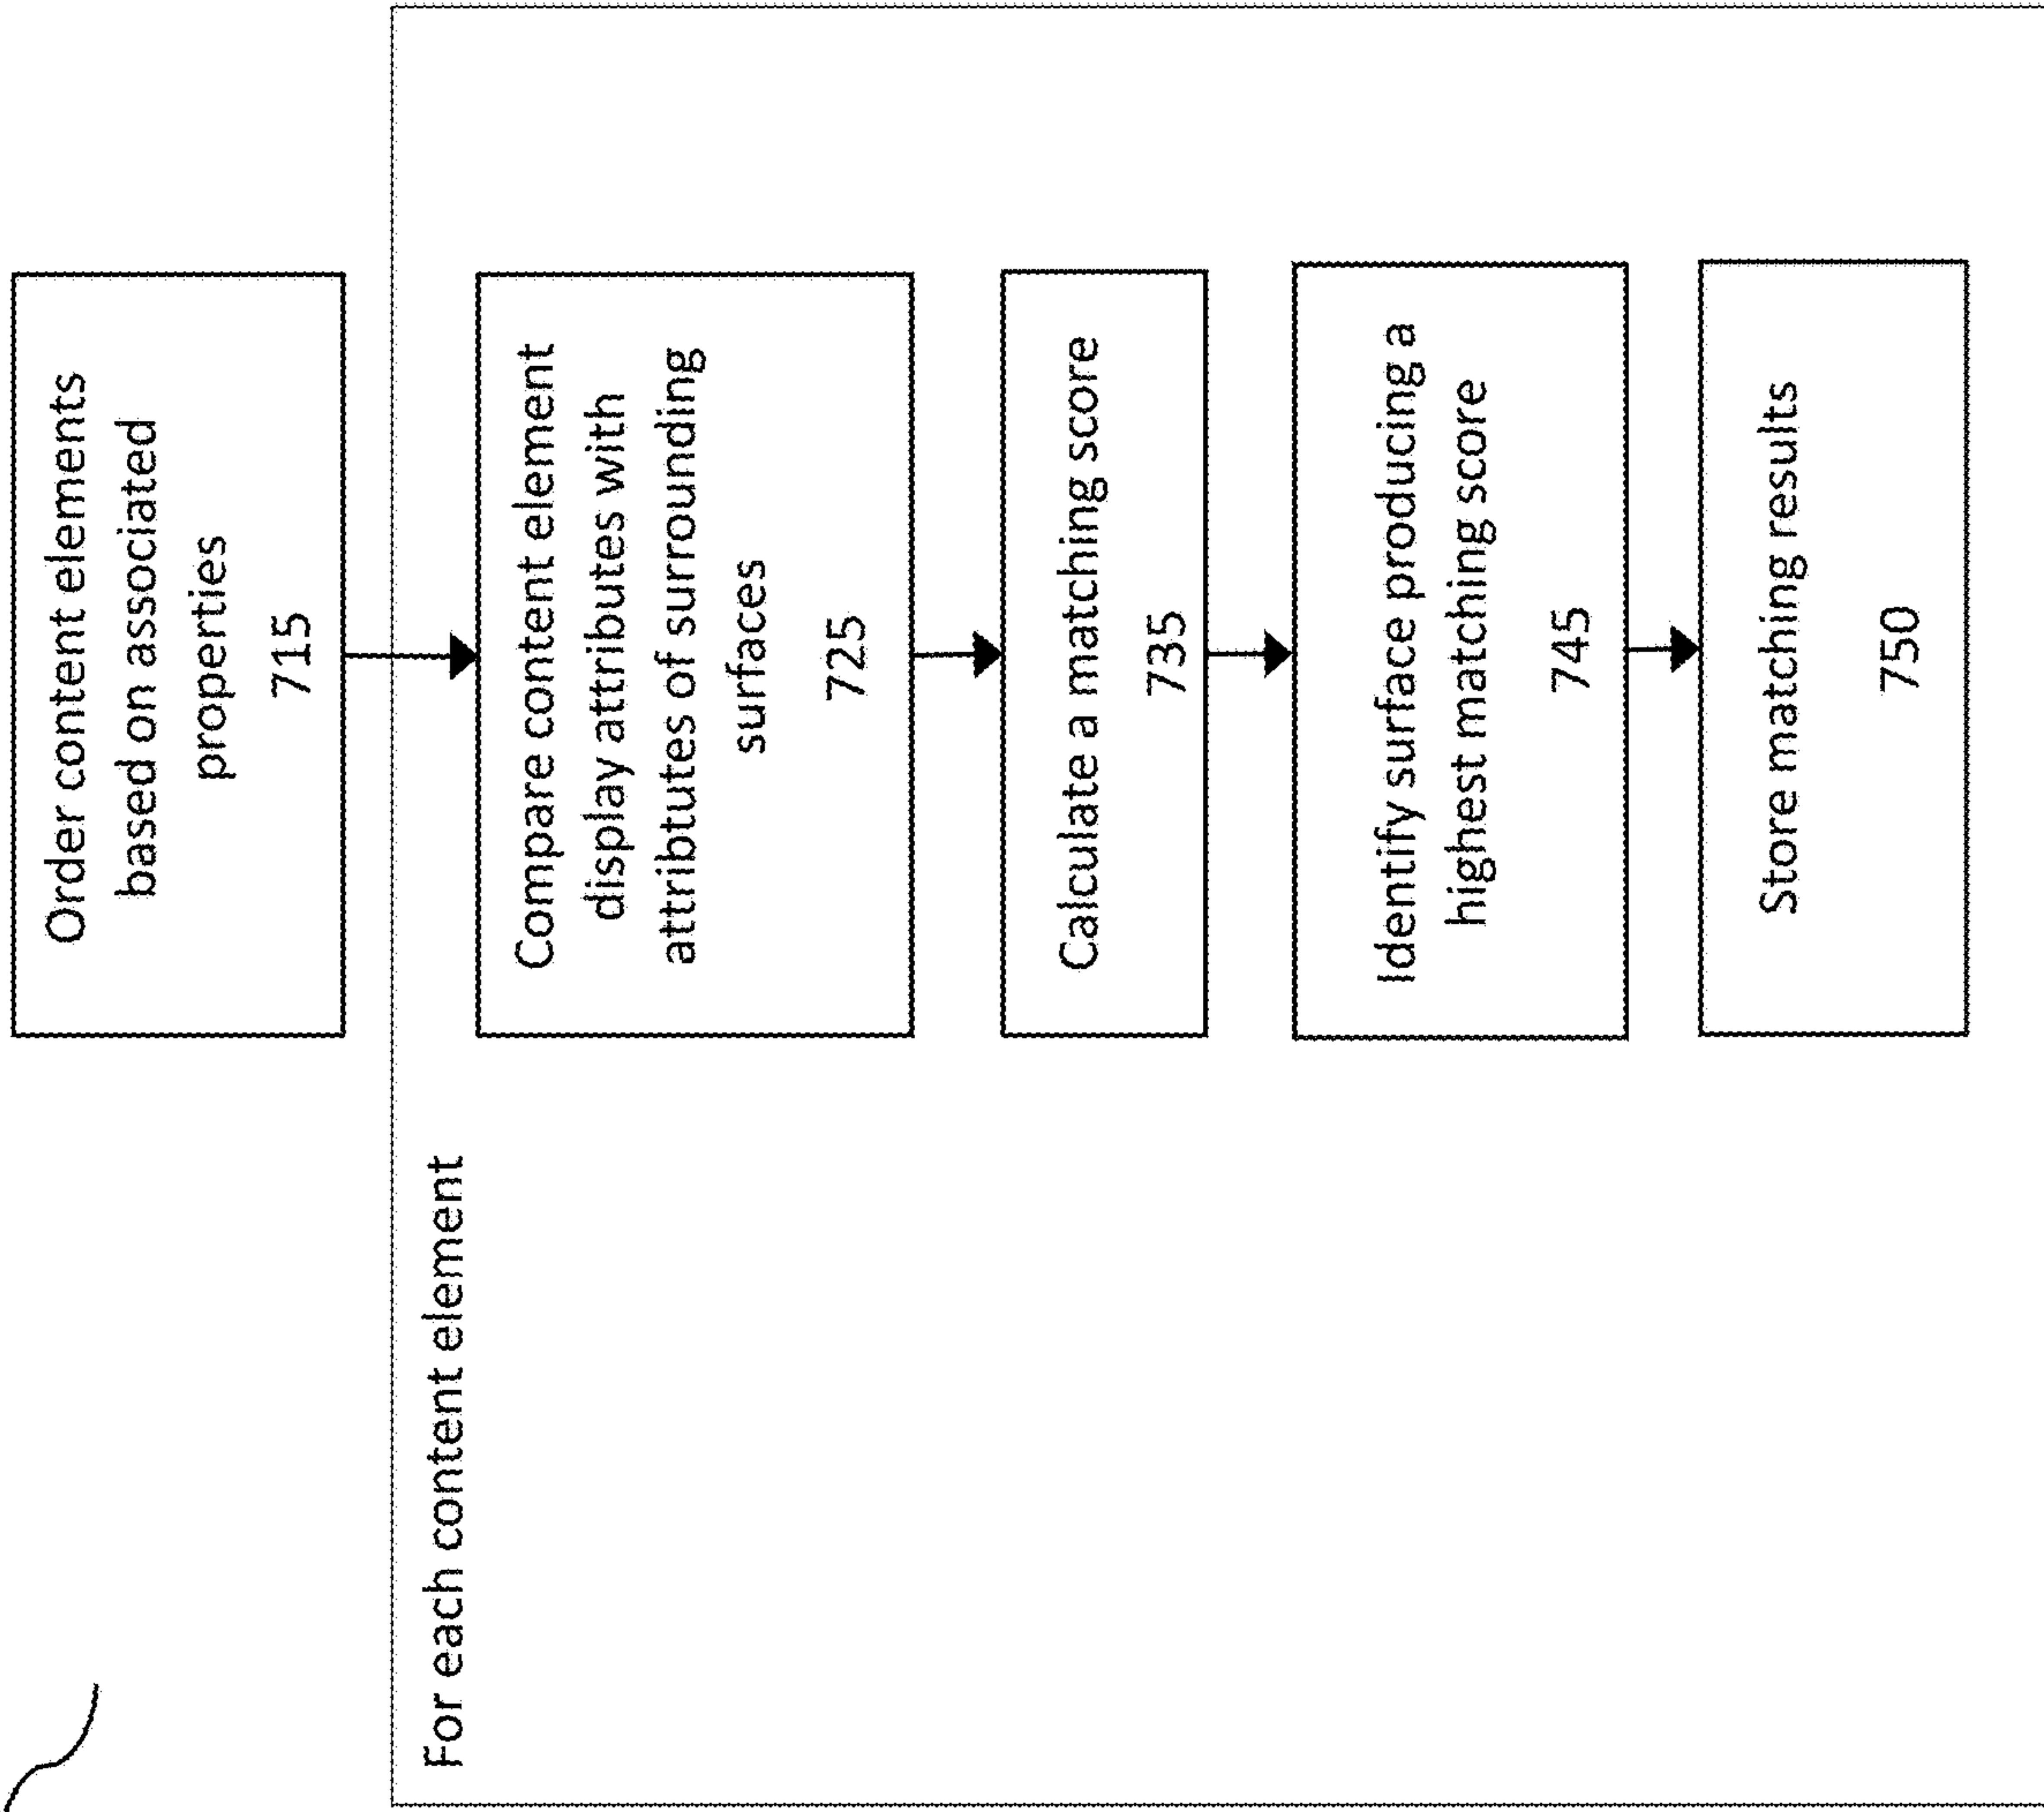 Order content elements
based on associated
properties
715
For each content element
Compare content element
display attributes with
attributes of surrounding
surfaces
725
Calculate a matching score
735
Identify surface producing a
highest matching score
745
Store matching results
750